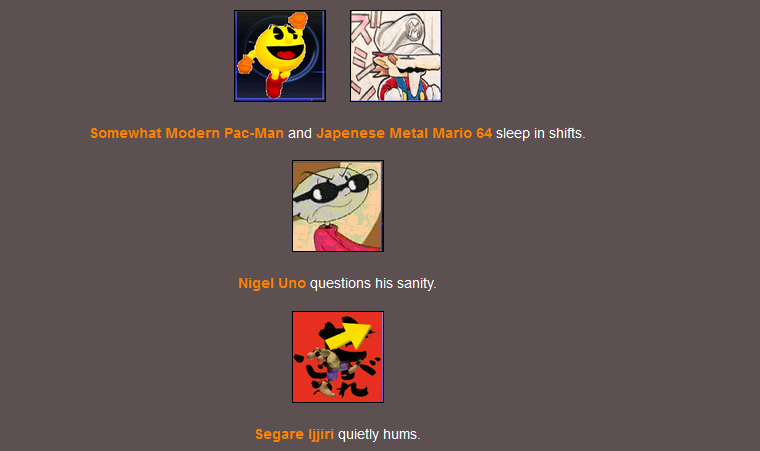 M
Somewhat Modern Pac-Man and Japenese Metal Mario 64 sleep in shifts.
Nigel Uno questions his sanity.
Segare Ijjiri quietly hums.